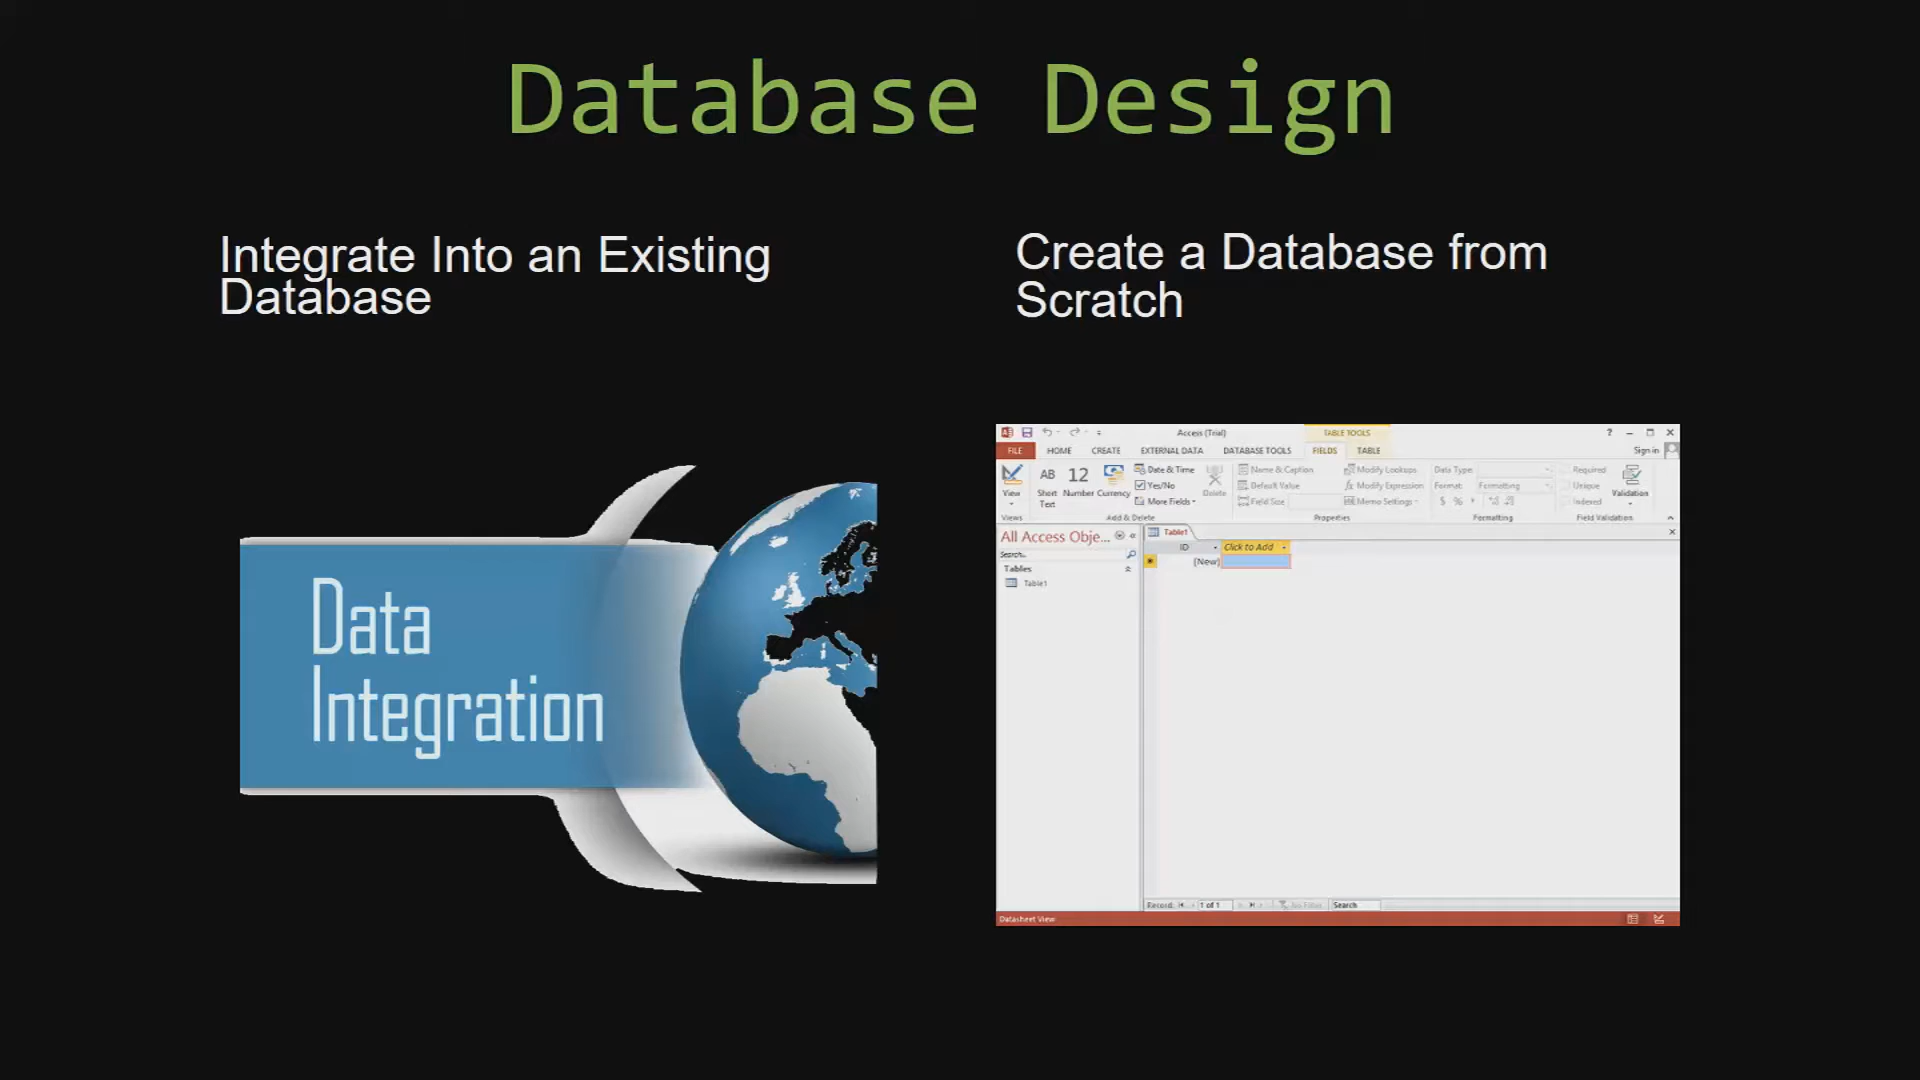 Database Design
Integrate Into an Existing
Database
Create a Database from
Scratch
Data
Integration
Access (Trial)
TABLE TOOLS
?
FILE HOME CREATE EXTERNAL DATA DATABASE TOOLS FIELDS TABLE
Sign in
View
Views
AB
Short
Text
12
Number
Currency
Date & Time
Yes/No
More Fields
Delete
Add & Delete
Name & Caption
Default Value
Field Size
Modify Lookups
Modify Expression
Memo Settings
Properties
Data Type:
Format: Formatting
$ %
Formatting
Required
Unique
Indexed
Validation
Field Validation
All Access Obje...
Search..
Tables
Table1
Table1
ID Click to Add
(New)
Record: 1 of 1 No Filter Search
Datasheet View